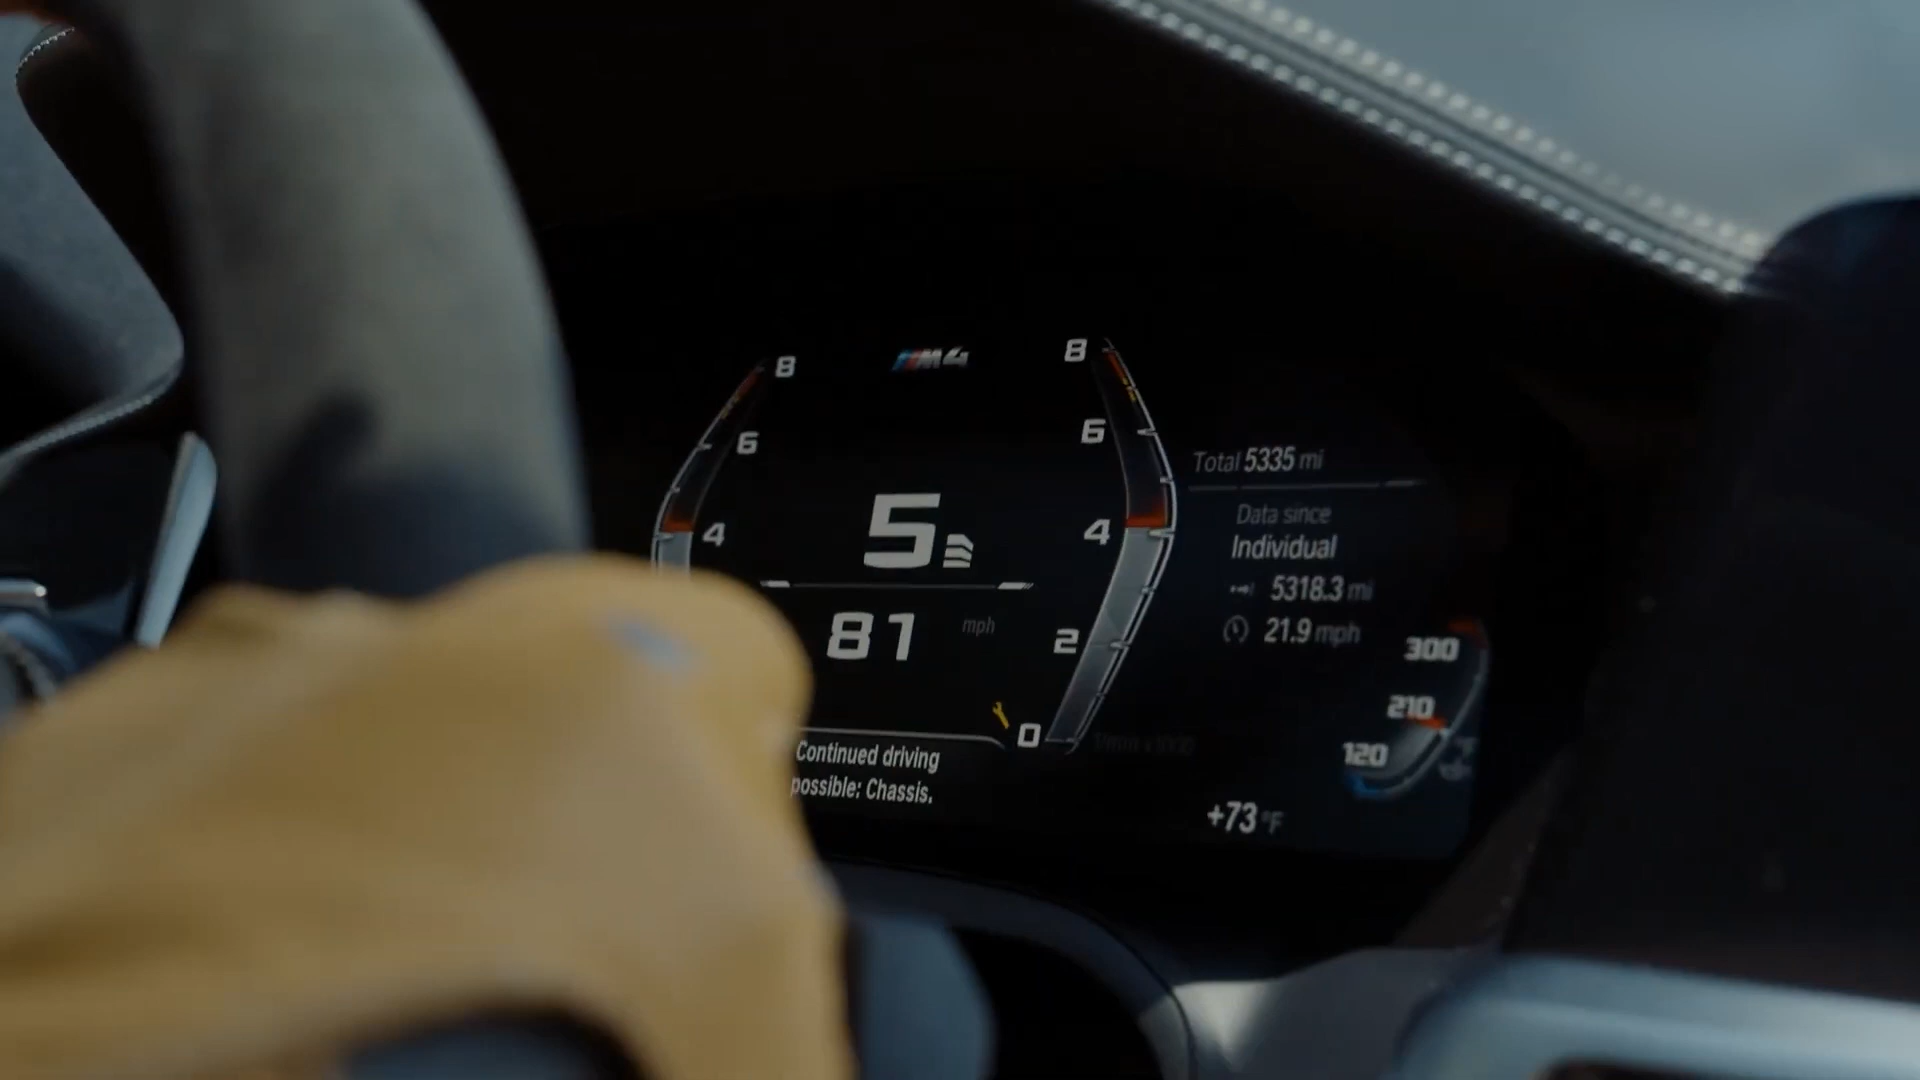 8
M4
8
6
6
Total 5335 mi
5
4
4
Data since
Individual
5318.3 mi
81 mph
2
21.9 mph
300
210
0
120
Continued driving
possible: Chassis.
+73 °F